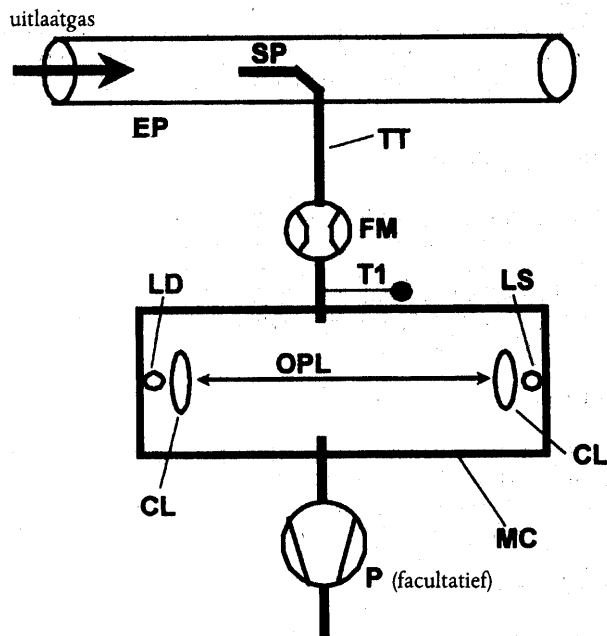 uitlaatgas
SP
EP
TT
FM
T1
LD
LS
OPL
CL
CL
MC
P (facultatief)